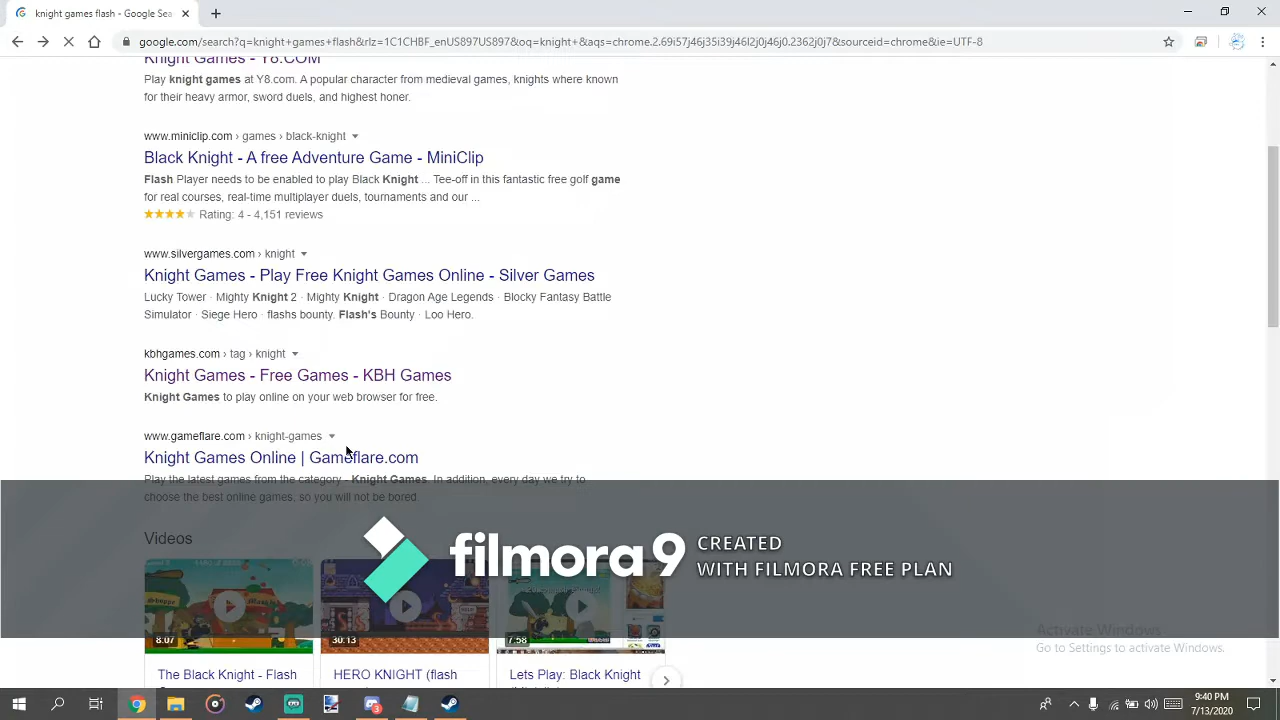 knight games flash - Google Sea
google.com/search?q=knight+games+flash&rlz=1C1CHBF_enUS897US897&oq=knight+&aqs=chrome.2.69i57j46j35i39j46l2j0j46j0.2362j0j7&sourceid=chrome&ie=UTF-8
Knight Games - Y8.COM
Play knight games at Y8.com. A popular character from medieval games, knights where known
for their heavy armor, sword duels, and highest honor.
www.miniclip.com › games › black-knight
Black Knight - A free Adventure Game - MiniClip
Flash Player needs to be enabled to play Black Knight ... Tee-off in this fantastic free golf game
for real courses, real-time multiplayer duels, tournaments and our ...
Rating: 4 - 4,151 reviews
www.silvergames.com › knight
Knight Games - Play Free Knight Games Online - Silver Games
Lucky Tower · Mighty Knight 2 · Mighty Knight · Dragon Age Legends · Blocky Fantasy Battle
Simulator · Siege Hero · flashs bounty. Flash's Bounty · Loo Hero.
kbhgames.com › tag › knight
Knight Games - Free Games - KBH Games
Knight Games to play online on your web browser for free.
www.gameflare.com › knight-games
Knight Games Online | Gameflare.com
Play the latest games from the category - Knight Games. In addition, every day we try to
choose the best online games, so you will not be bored
Videos
filmora9 CREATED
WITH FILMORA FREE PLAN
8:07
30:13
7:58
Activate Windows
Go to Settings to activate Windows.
The Black Knight - Flash
HERO KNIGHT (flash
Lets Play: Black Knight
9:40 PM
7/13/2020